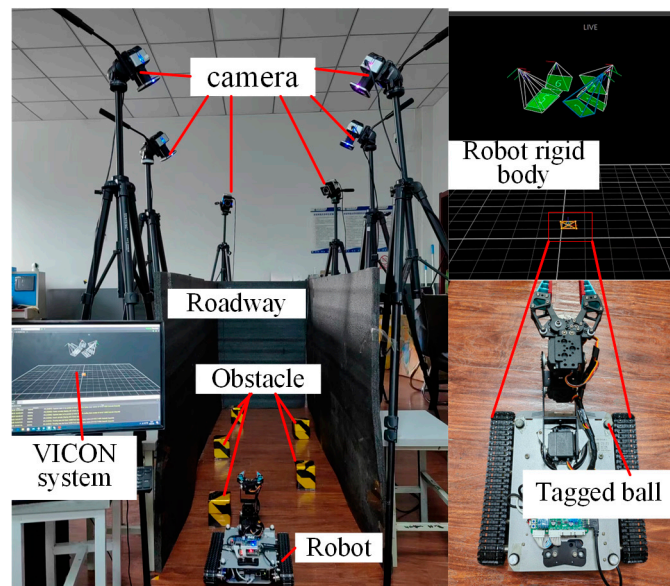 camera
LIVE
Robot rigid
body
Roadway
Obstacle
VICON
system
Tagged ball
Robot